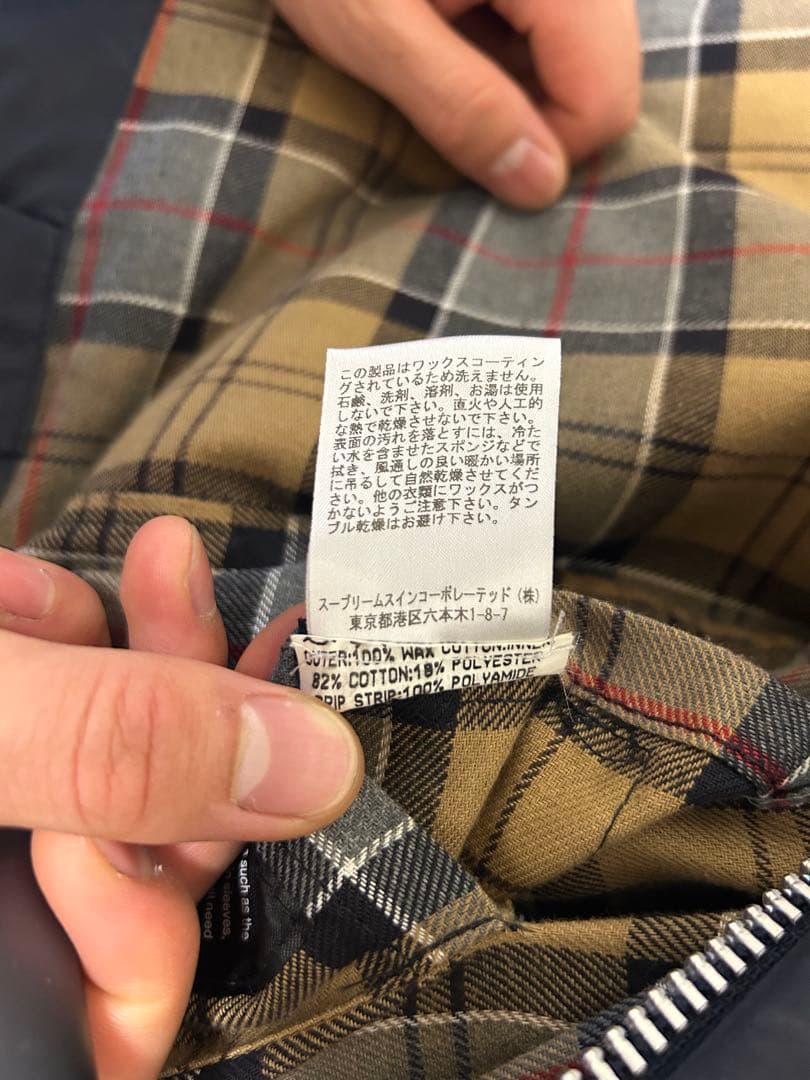 この製品はワックスコーティン
グされているため洗えません。
石鹸、洗剤、溶剤、お湯は使用
しないで下さい。直火や人工的
な熱で乾燥させないで下さい。
表面の汚れを落とすには、冷た
い水を含ませたスポンジなどで
拭き、風通しの良い暖かい場所
に吊るして自然乾燥させてくだ
さい。他の衣類にワックスがつ
かないようご注意下さい。タン
ブル乾燥はお避け下さい。
スープリームスインコーポレーテッド（株）
東京都港区六本木1-8-7
OUTER:100% WAX COTTON:INNER
82% COTTON:18% POLYESTER
STRIP:100% POLYAMIDE
such as the
sleeves,
need